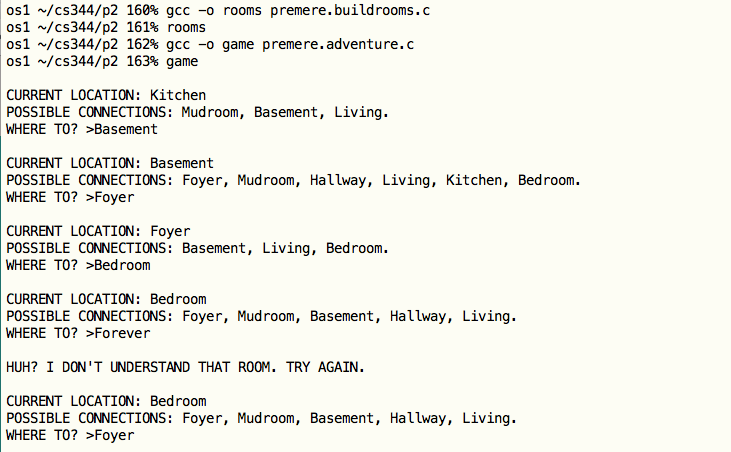 os1 ~/cs344/p2 160% gcc -o rooms premere.buildrooms.c
os1 ~/cs344/p2 161% rooms
os1 ~/cs344/p2 162% gcc -o game premere.adventure.c
os1 ~/cs344/p2 163% game
CURRENT LOCATION: Kitchen
POSSIBLE CONNECTIONS: Mudroom, Basement, Living.
WHERE TO? >Basement
CURRENT LOCATION: Basement
POSSIBLE CONNECTIONS: Foyer, Mudroom, Hallway, Living, Kitchen, Bedroom.
WHERE TO? >Foyer
CURRENT LOCATION: Foyer
POSSIBLE CONNECTIONS: Basement, Living, Bedroom.
WHERE TO? >Bedroom
CURRENT LOCATION: Bedroom
POSSIBLE CONNECTIONS: Foyer, Mudroom, Basement, Hallway, Living.
WHERE TO? >Forever
HUH? I DON'T UNDERSTAND THAT ROOM. TRY AGAIN.
CURRENT LOCATION: Bedroom
POSSIBLE CONNECTIONS: Foyer, Mudroom, Basement, Hallway, Living.
WHERE TO? >Foyer